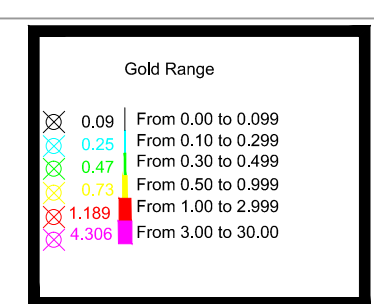 Gold Range
0.09 From 0.00 to 0.099
0.25 From 0.10 to 0.299
0.47 From 0.30 to 0.499
0.73 From 0.50 to 0.999
1.189 From 1.00 to 2.999
4.306 From 3.00 to 30.00